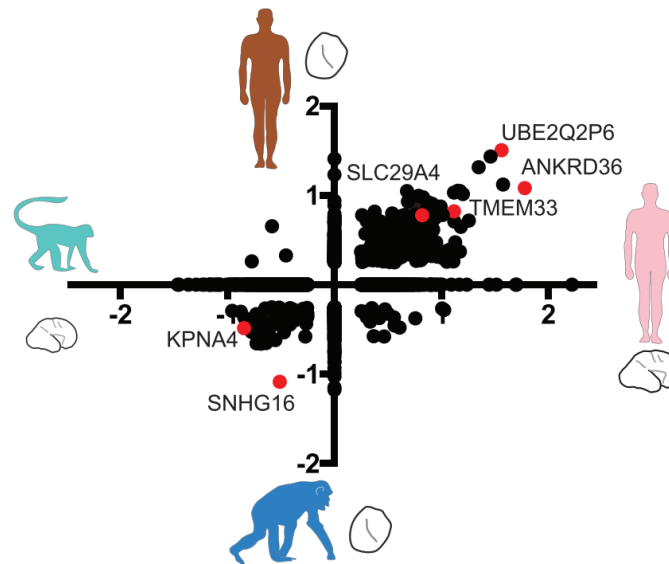 2
UBE2Q2P6
SLC29A4
ANKRD36
1
TMEM33
-2
-1
1
2
KPNA4
-1
SNHG16
-2